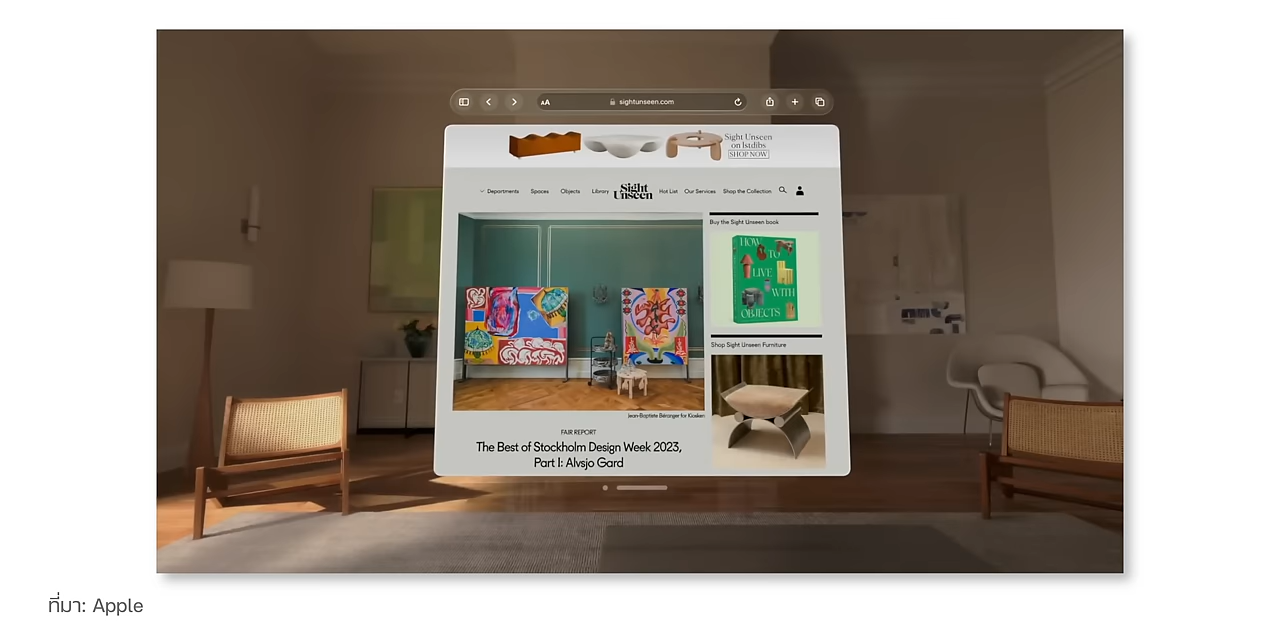 AA
sightunseen.com
Sight Unseen
on 1stdibs
SHOP NOW
Departments
Spaces
Objects
Library
Sight
Unseen
Hot List
Our Services
Shop the Collection
Buy the Sight Unseen book
HOW
TO
LIVE
WITH
OBJECTS
Shop Sight Unseen Furniture
Jean-Baptiste Béranger for Kiosken
FAIR REPORT
The Best of Stockholm Design Week 2023,
Part I: Alvsjo Gard
ที่มา: Apple